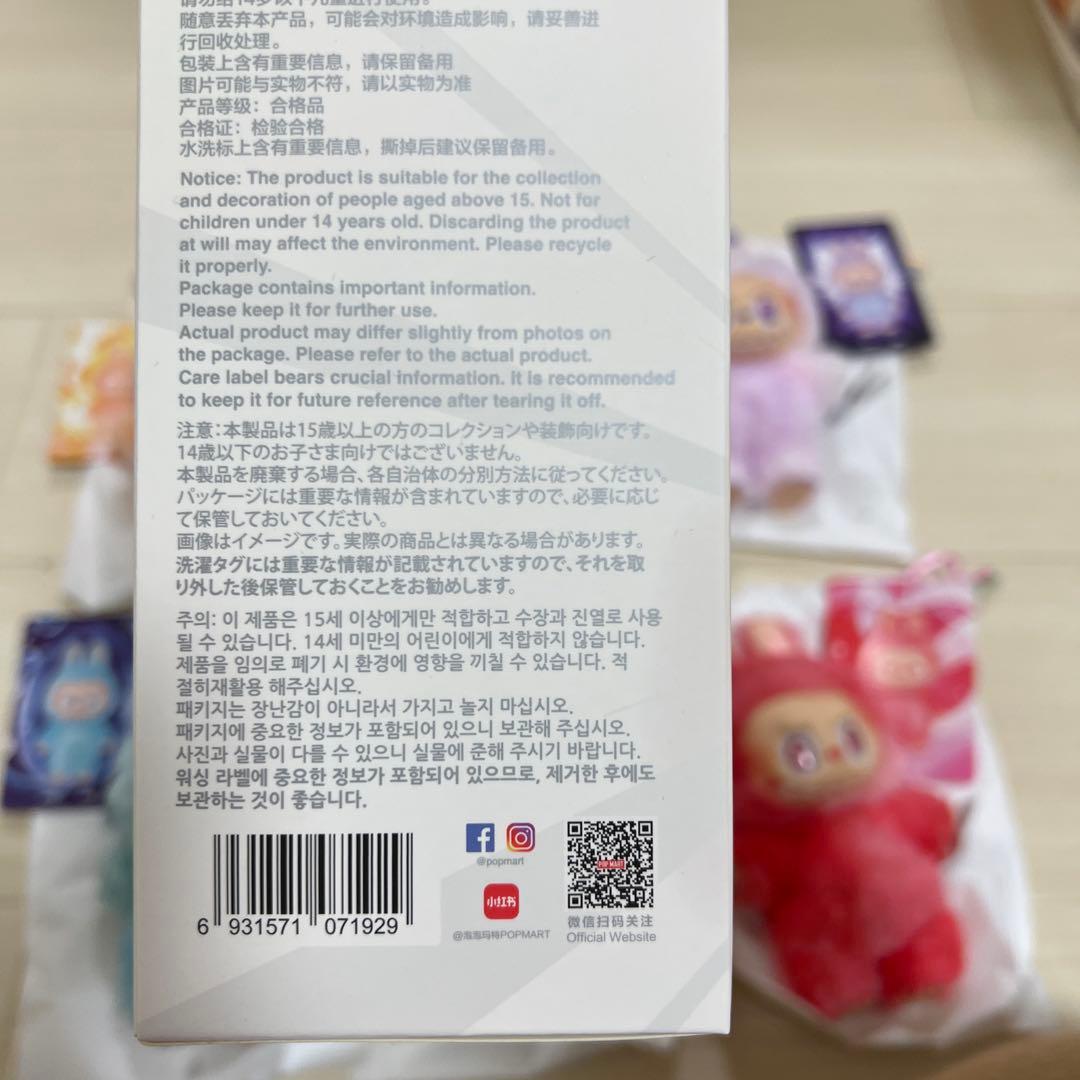 请勿给14岁以下儿童进行使用。
随意丢弃本产品，可能会对环境造成影响，请妥善进
行回收处理。
包装上含有重要信息，请保留备用
图片可能与实物不符，请以实物为准
产品等级：合格品
合格证：检验合格
水洗标上含有重要信息，撕掉后建议保留备用。
Notice: The product is suitable for the collection
and decoration of people aged above 15. Not for
children under 14 years old. Discarding the product
at will may affect the environment. Please recycle
it properly.
Package contains important information.
Please keep it for further use.
Actual product may differ slightly from photos on
the package. Please refer to the actual product.
Care label bears crucial information. It is recommended
to keep it for future reference after tearing it off.
注意：本製品は15歳以上の方のコレクションや装飾向けです。
14歳以下のお子さま向けではございません。
本製品を廃棄する場合、各自治体の分別方法に従ってください。
パッケージには重要な情報が含まれていますので、必要に応じ
て保管しておいてください。
画像はイメージです。実際の商品とは異なる場合があります。
洗濯タグには重要な情報が記載されていますので、それを取
り外した後保管しておくことをお勧めします。
주의: 이 제품은 15세 이상에게만 적합하고 수장과 진열로 사용
될 수 있습니다. 14세 미만의 어린이에게 적합하지 않습니다.
제품을 임의로 폐기 시 환경에 영향을 끼칠 수 있습니다. 적
절히재활용 해주십시오.
패키지는 장난감이 아니라서 가지고 놀지 마십시오.
패키지에 중요한 정보가 포함되어 있으니 보관해 주십시오.
사진과 실물이 다를 수 있으니 실물에 준해 주시기 바랍니다.
워싱 라벨에 중요한 정보가 포함되어 있으므로, 제거한 후에도
보관하는 것이 좋습니다.
6 931571 071929
@popmart
小红书
@泡泡玛特POPMART
POP MART
微信扫码关注
Official Website